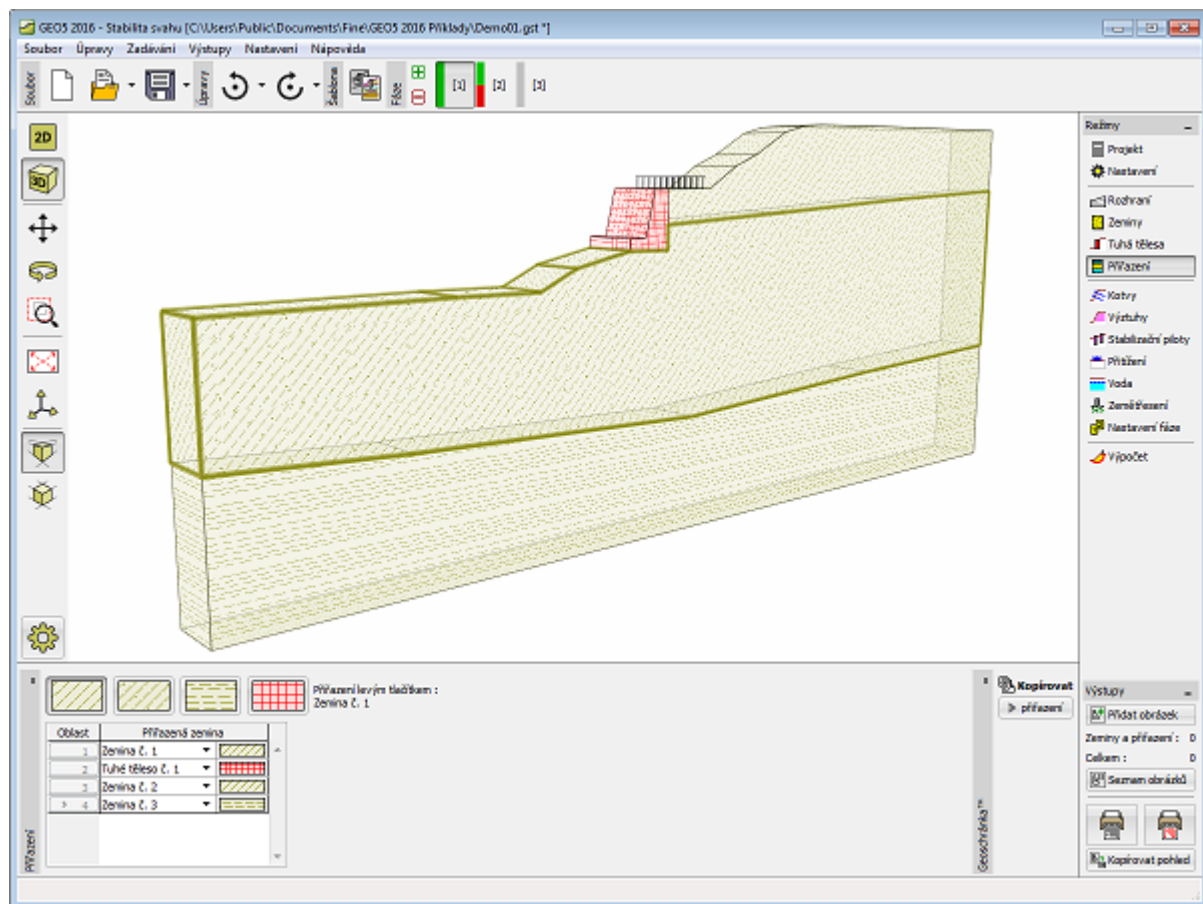 GEO5 2016 - Stabilita svahu [C:\Users\Public\Documents\Fine\GEO5 2016 Příklady\Demo01.gst *]
Soubor Úpravy Zadávání Výstupy Nastavení Nápověda
Soubor
Úpravy
Šablona
Fáze
[1] [2] [3]
2D
3D
Režimy
Projekt
Nastavení
Rozhraní
Zeminy
Tuhá tělesa
Přiřazení
Kotvy
Výztuhy
Stabilizační piloty
Přitížení
Voda
Zemětřesení
Nastavení fáze
Výpočet
Přiřazení levým tlačítkem :
Zemina č. 1
Oblast Přiřazená zemina
1 Zemina č. 1
2 Tuhé těleso č. 1
3 Zemina č. 2
> 4 Zemina č. 3
Přiřazení
Geoschránka™
Kopírovat
přiřazení
Výstupy
Přidat obrázek
Zeminy a přiřazení : 0
Celkem : 0
Seznam obrázků
Kopírovat pohled